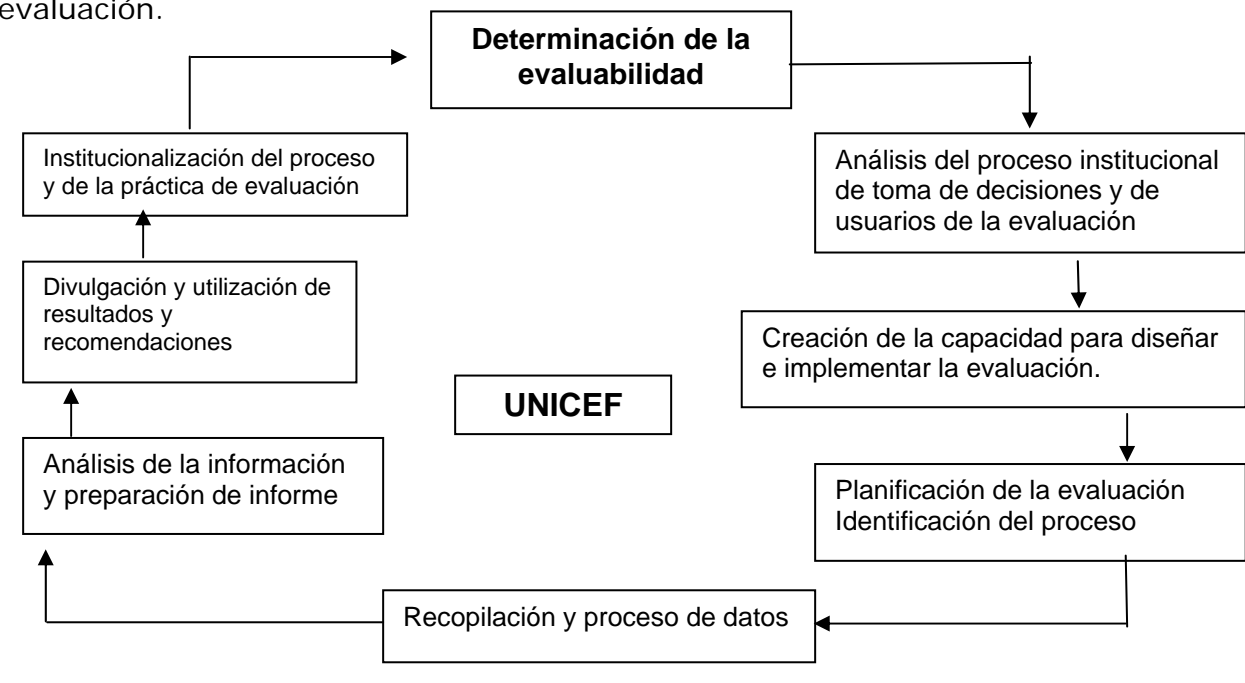 evaluación.
Determinación de la
evaluabilidad
Institucionalización del proceso
y de la práctica de evaluación
Análisis del proceso institucional
de toma de decisiones y de
usuarios de la evaluación
Divulgación y utilización de
resultados y
recomendaciones
Creación de la capacidad para diseñar
e implementar la evaluación.
UNICEF
Análisis de la información
y preparación de informe
Planificación de la evaluación
Identificación del proceso
Recopilación y proceso de datos